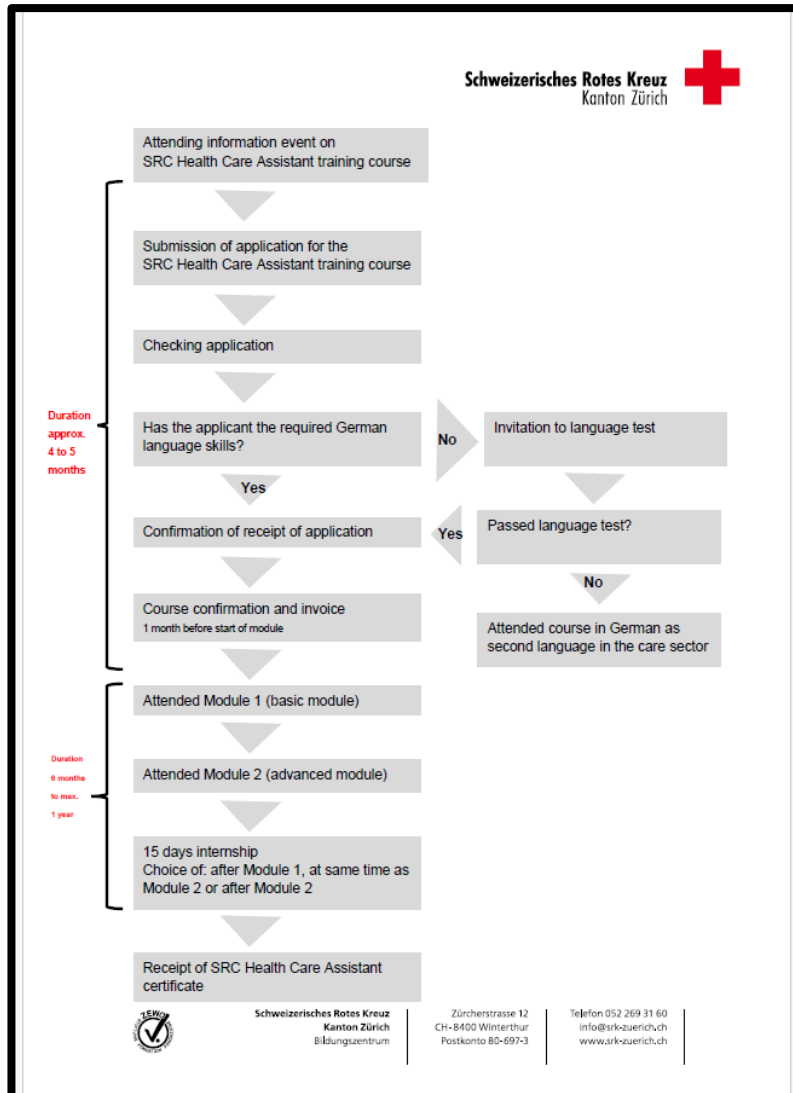 Schweizerisches Rotes Kreuz
Kanton Zürich
Attending information event on
SRC Health Care Assistant training course
Submission of application for the
SRC Health Care Assistant training course
Checking application
Duration
approx.
4 to 5
months
Has the applicant the required German
language skills?
No
Invitation to language test
Yes
Confirmation of receipt of application
Yes
Passed language test?
No
Course confirmation and invoice
1 month before start of module
Attended course in German as
second language in the care sector
Attended Module 1 (basic module)
Duration
6 months
to max.
1 year
Attended Module 2 (advanced module)
15 days internship
Choice of: after Module 1, at same time as
Module 2 or after Module 2
Receipt of SRC Health Care Assistant
certificate
ZEWO
Schweizerisches Rotes Kreuz
Kanton Zürich
Bildungszentrum
Zürcherstrasse 12
CH-8400 Winterthur
Postkonto 80-697-3
Telefon 052 269 31 60
info@srk-zuerich.ch
www.srk-zuerich.ch